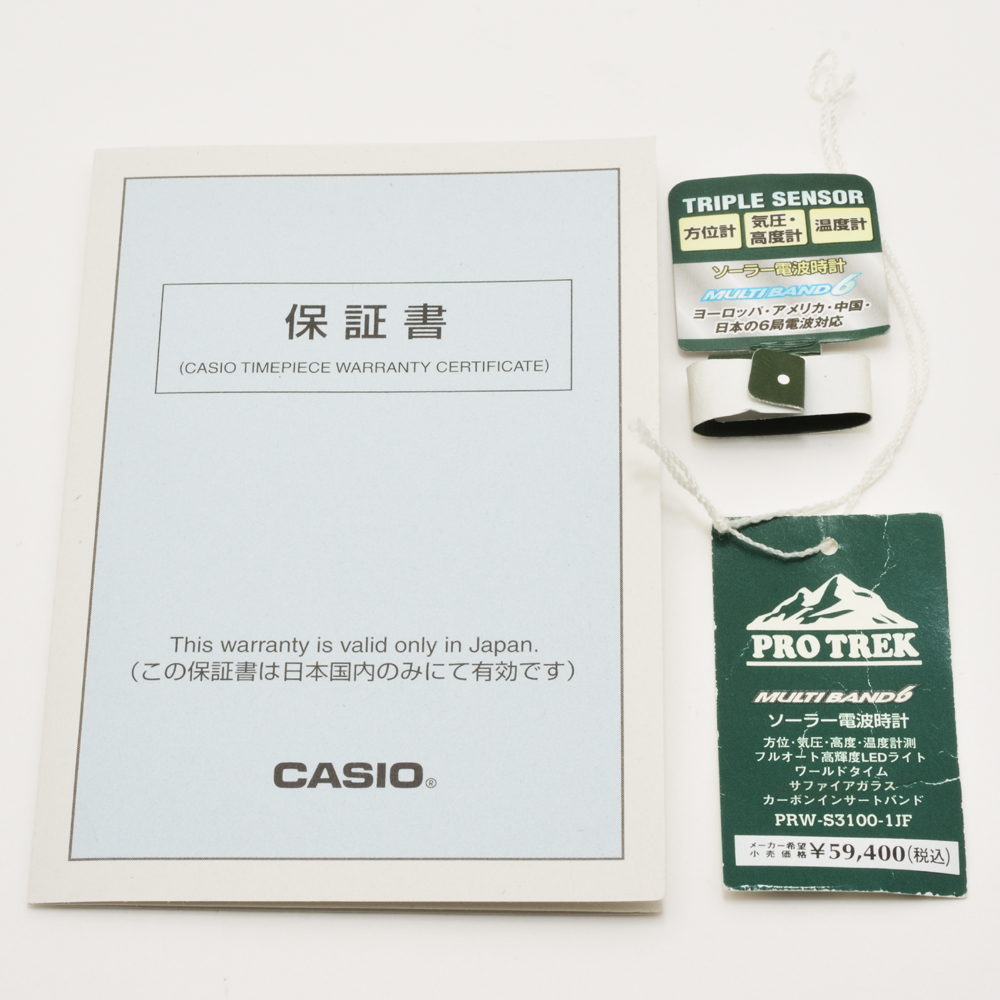 保証書
(CASIO TIMEPIECE WARRANTY CERTIFICATE)
This warranty is valid only in Japan.
(この保証書は日本国内のみにて有効です)
CASIO®
TRIPLE SENSOR
方位計 気圧・高度計 温度計
ソーラー電波時計
MULTI BAND 6
ヨーロッパ・アメリカ・中国・
日本の6局電波対応
PRO TREK
MULTI BAND 6
ソーラー電波時計
方位・気圧・高度・温度計測
フルオート高輝度LEDライト
ワールドタイム
サファイアガラス
カーボンインサートバンド
PRW-S3100-1JF
メーカー希望小売価格 ¥59,400(税込)